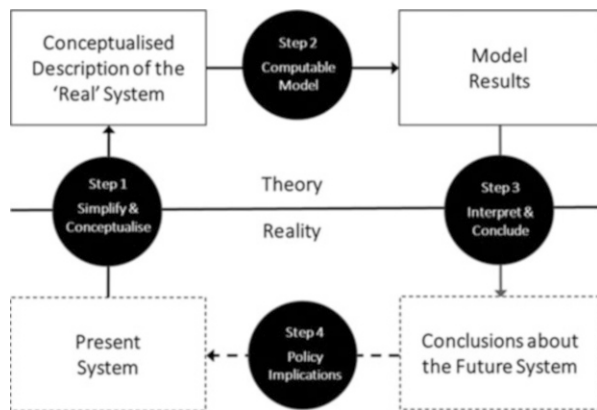 Conceptualised
Description of the
‘Real’ System
Step 2
Computable
Model
Model
Results
Step 1
Simplify &
Conceptualise
Theory
Reality
Step 3
Interpret &
Conclude
Present
System
Step 4
Policy
Implications
Conclusions about
the Future System